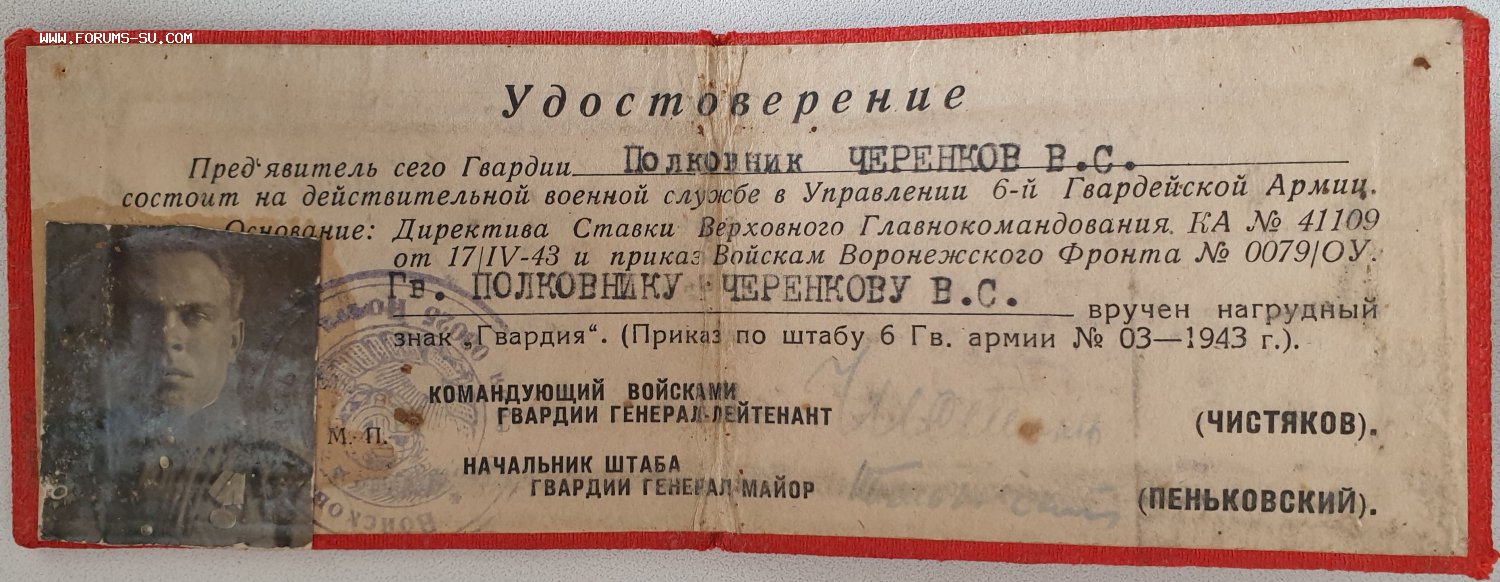 www.FORUMS-SU.COM
Удостоверение
Пред‘явитель сего Гвардии Полковник ЧЕРЕНКОВ В.С.
состоит на действительной военной службе в Управлении 6-й Гвардейской Армии.
Основание: Директива Ставки Верховного Главнокомандования КА № 41109
от 17/IV-43 и приказ Войскам Воронежского Фронта № 0079/ОУ.
Гв. ПОЛКОВНИКУ ЧЕРЕНКОВУ В.С. вручен нагрудный
знак „Гвардия“. (Приказ по штабу 6 Гв. армии № 03—1943 г.).
КОМАНДУЮЩИЙ ВОЙСКАМИ
ГВАРДИИ ГЕНЕРАЛ-ЛЕЙТЕНАНТ (ЧИСТЯКОВ).
М. П.
НАЧАЛЬНИК ШТАБА
ГВАРДИИ ГЕНЕРАЛ-МАЙОР (ПЕНЬКОВСКИЙ).